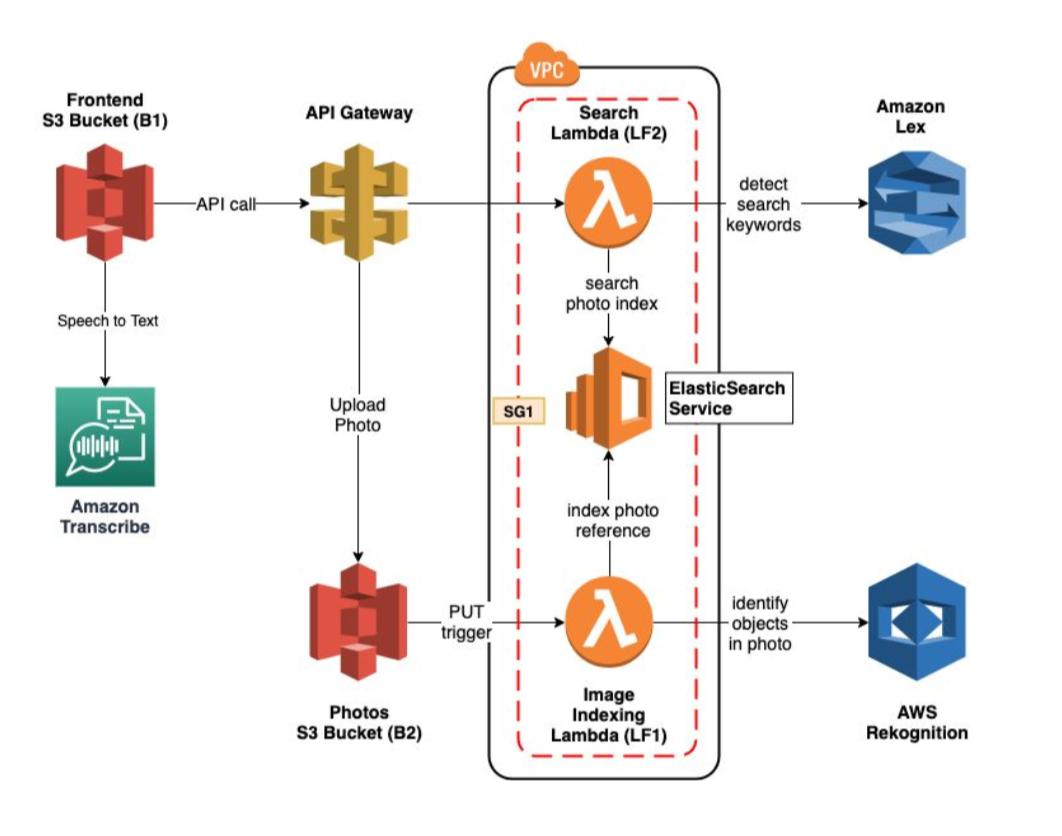 VPC
Frontend
S3 Bucket (B1)
API Gateway
Search
Lambda (LF2)
Amazon
Lex
API call
detect
search
keywords
search
photo index
Speech to Text
Upload
Photo
SG1
ElasticSearch
Service
Amazon
Transcribe
index photo
reference
PUT
trigger
identify
objects
in photo
Photos
S3 Bucket (B2)
Image
Indexing
Lambda (LF1)
AWS
Rekognition